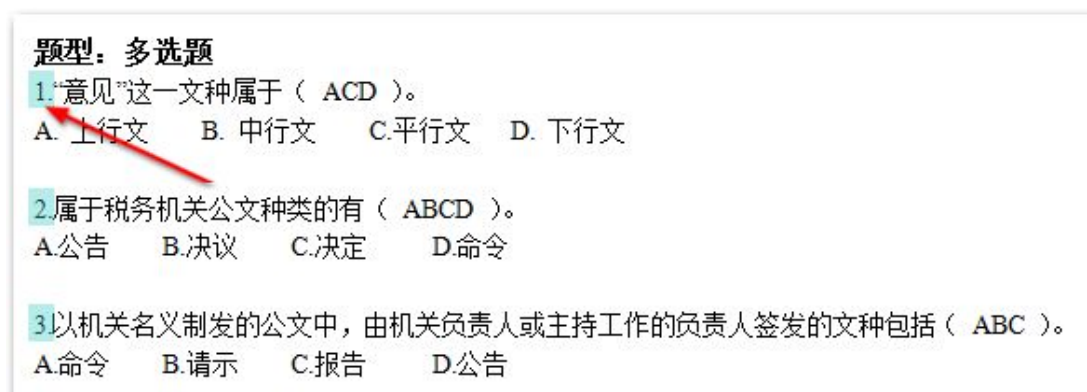 题型：多选题
1.“意见”这一文种属于（ ACD ）。
A. 上行文 B. 中行文 C.平行文 D. 下行文
2.属于税务机关公文种类的有（ ABCD ）。
A.公告 B.决议 C.决定 D.命令
3.以机关名义制发的公文中，由机关负责人或主持工作的负责人签发的文种包括（ ABC ）。
A.命令 B.请示 C.报告 D.公告